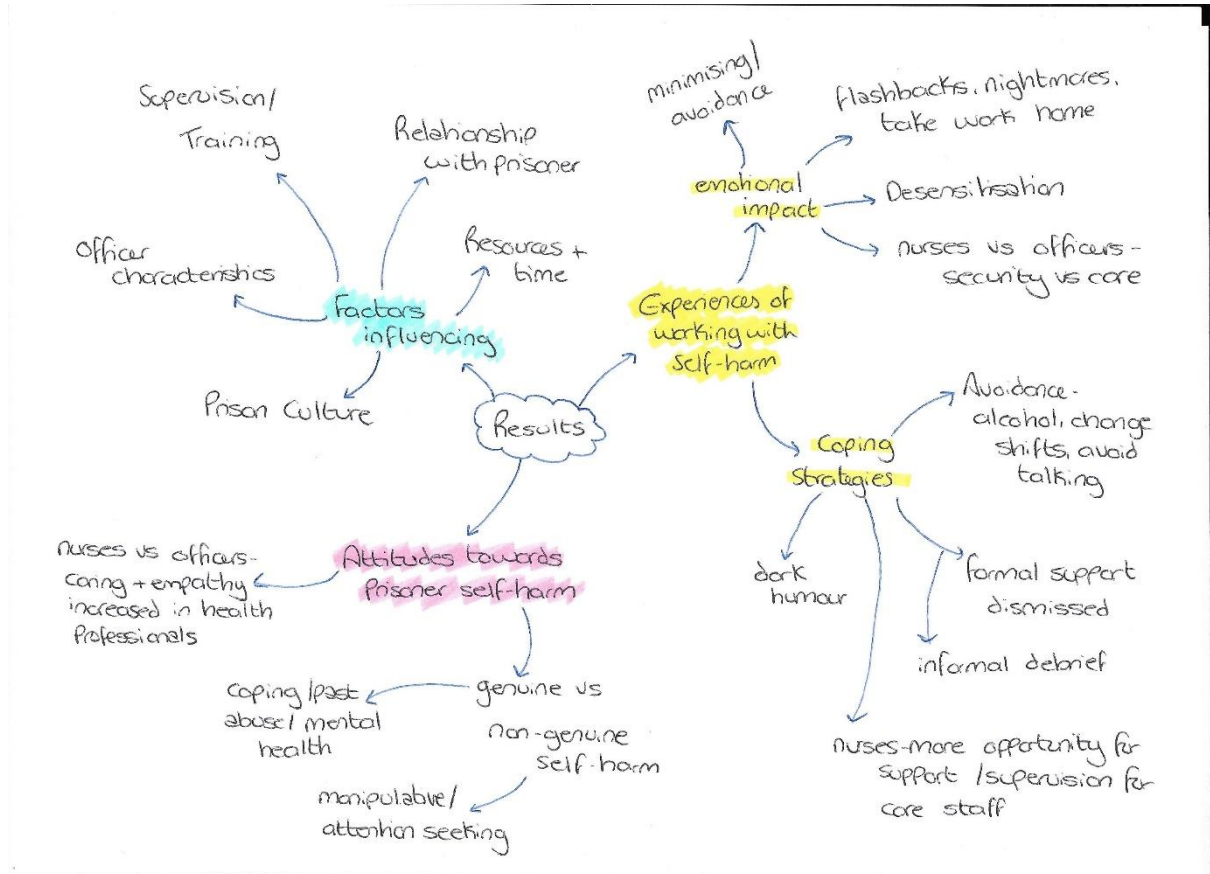 Supervision/
Training
Relationship
with prisoner
Officer
characteristics
Resources +
time
Factors
influencing
Prison Culture
Results
minimising/
avoidance
flashbacks, nightmares,
take work home
emotional
impact
Desensitisation
nurses vs officers-
security vs care
Experiences of
working with
self-harm
Coping
strategies
Avoidance-
alcohol, change
shifts, avoid
talking
dark
humour
formal support
dismissed
informal debrief
nurses-more opportunity for
support /supervision for
care staff
Attitudes towards
Prisoner self-harm
nurses vs officers-
caring + empathy
increased in health
Professionals
genuine vs
non-genuine
self-harm
coping/past
abuse/ mental
health
manipulative/
attention seeking